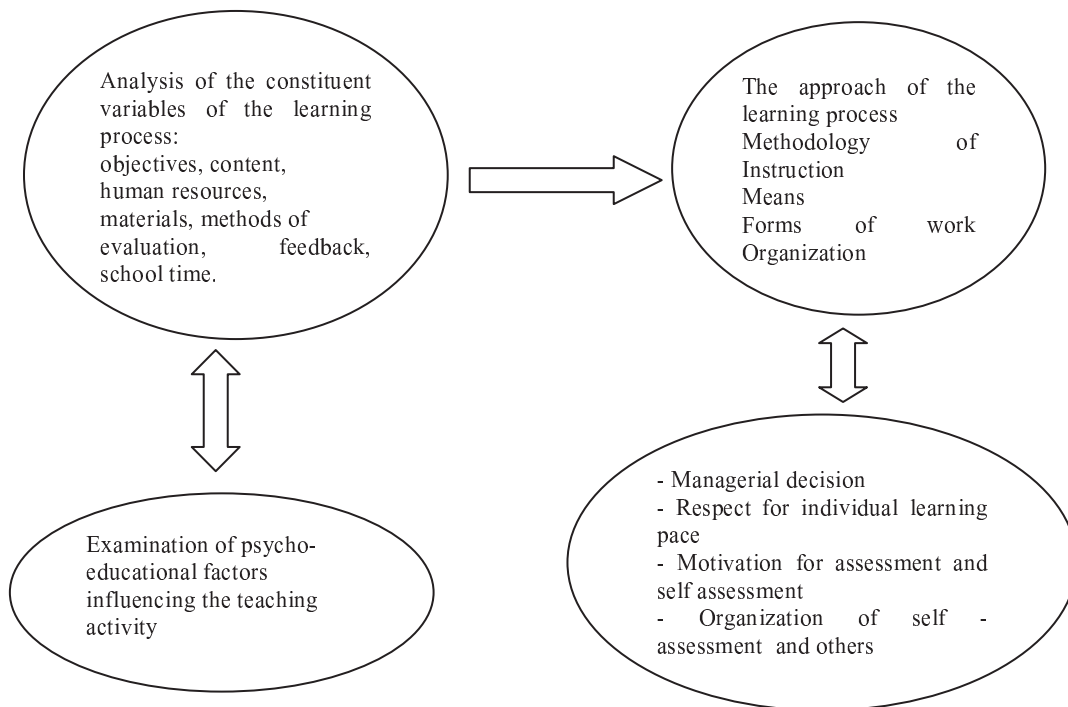 Analysis of the constituent
variables of the learning
process:
objectives, content,
human resources,
materials, methods of
evaluation, feedback,
school time.
The approach of the
learning process
Methodology of
Instruction
Means
Forms of work
Organization
Examination of psycho-
educational factors
influencing the teaching
activity
- Managerial decision
- Respect for individual learning
pace
- Motivation for assessment and
self assessment
- Organization of self -
assessment and others